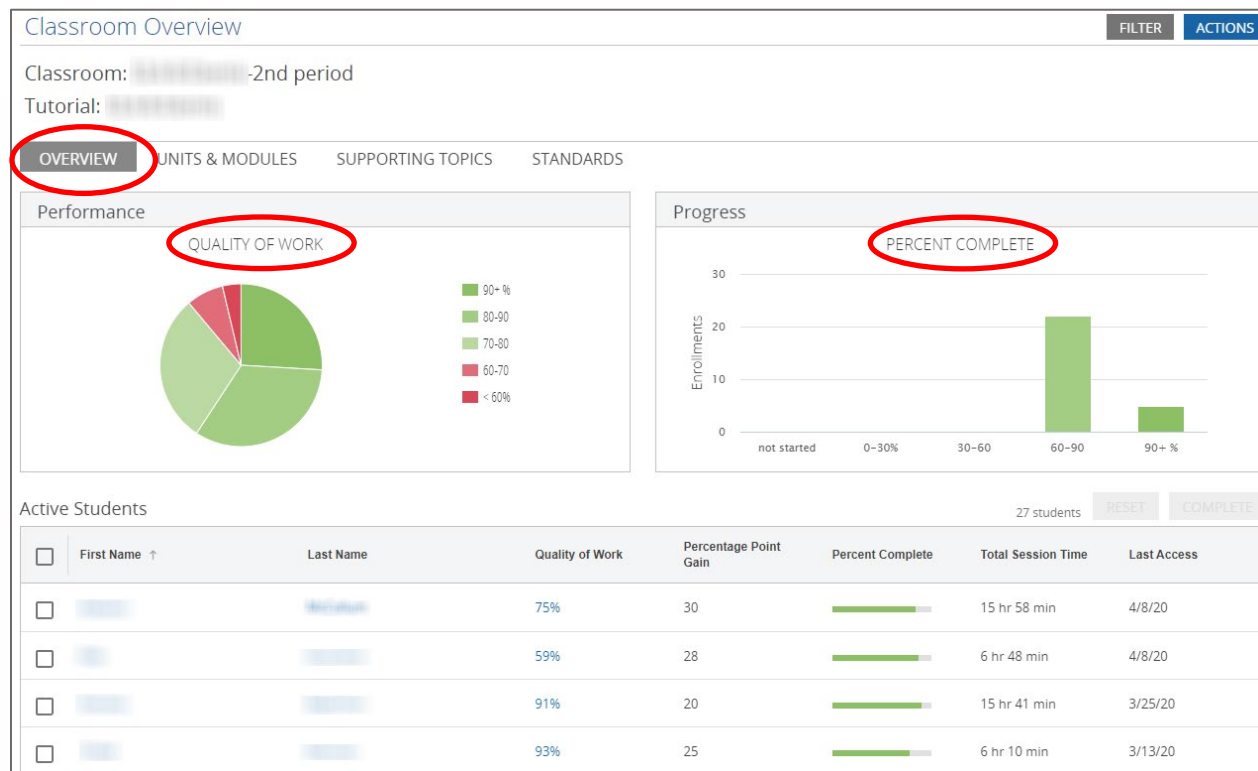 Classroom Overview
FILTER ACTIONS
Classroom: -2nd period
Tutorial:
OVERVIEW UNITS & MODULES SUPPORTING TOPICS STANDARDS
Performance
QUALITY OF WORK
90+ %
80-90
70-80
60-70
< 60%
Progress
PERCENT COMPLETE
Enrollments
30
20
10
0
not started 0-30% 30-60 60-90 90+ %
Active Students
27 students RESET COMPLETE
First Name ↑ Last Name Quality of Work Percentage Point Gain Percent Complete Total Session Time Last Access
75% 30 15 hr 58 min 4/8/20
59% 28 6 hr 48 min 4/8/20
91% 20 15 hr 41 min 3/25/20
93% 25 6 hr 10 min 3/13/20